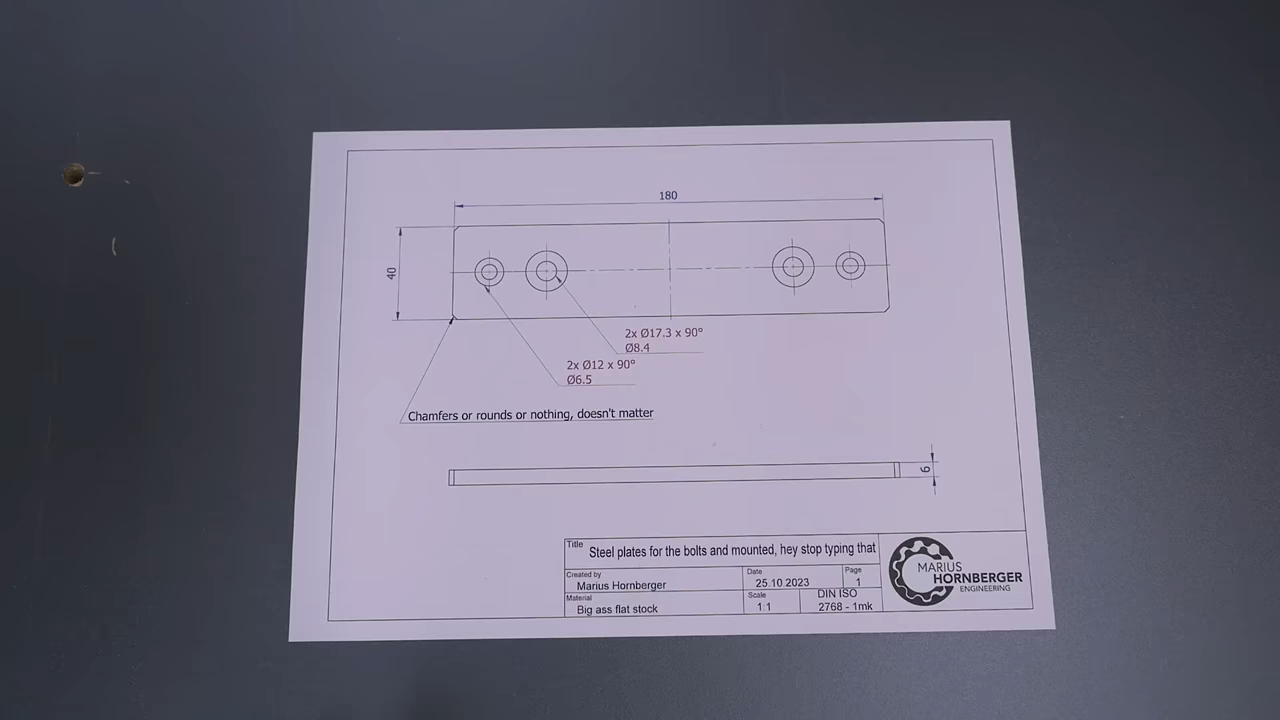 180
40
2x Ø17.3 x 90°
Ø8.4
2x Ø12 x 90°
Ø6.5
Chamfers or rounds or nothing, doesn't matter
6
Title
Steel plates for the bolts and mounted, hey stop typing that
Created by
Marius Hornberger
Date
25.10.2023
Page
1
Material
Big ass flat stock
Scale
1:1
DIN ISO
2768 - 1mk
MARIUS
HORNBERGER
ENGINEERING